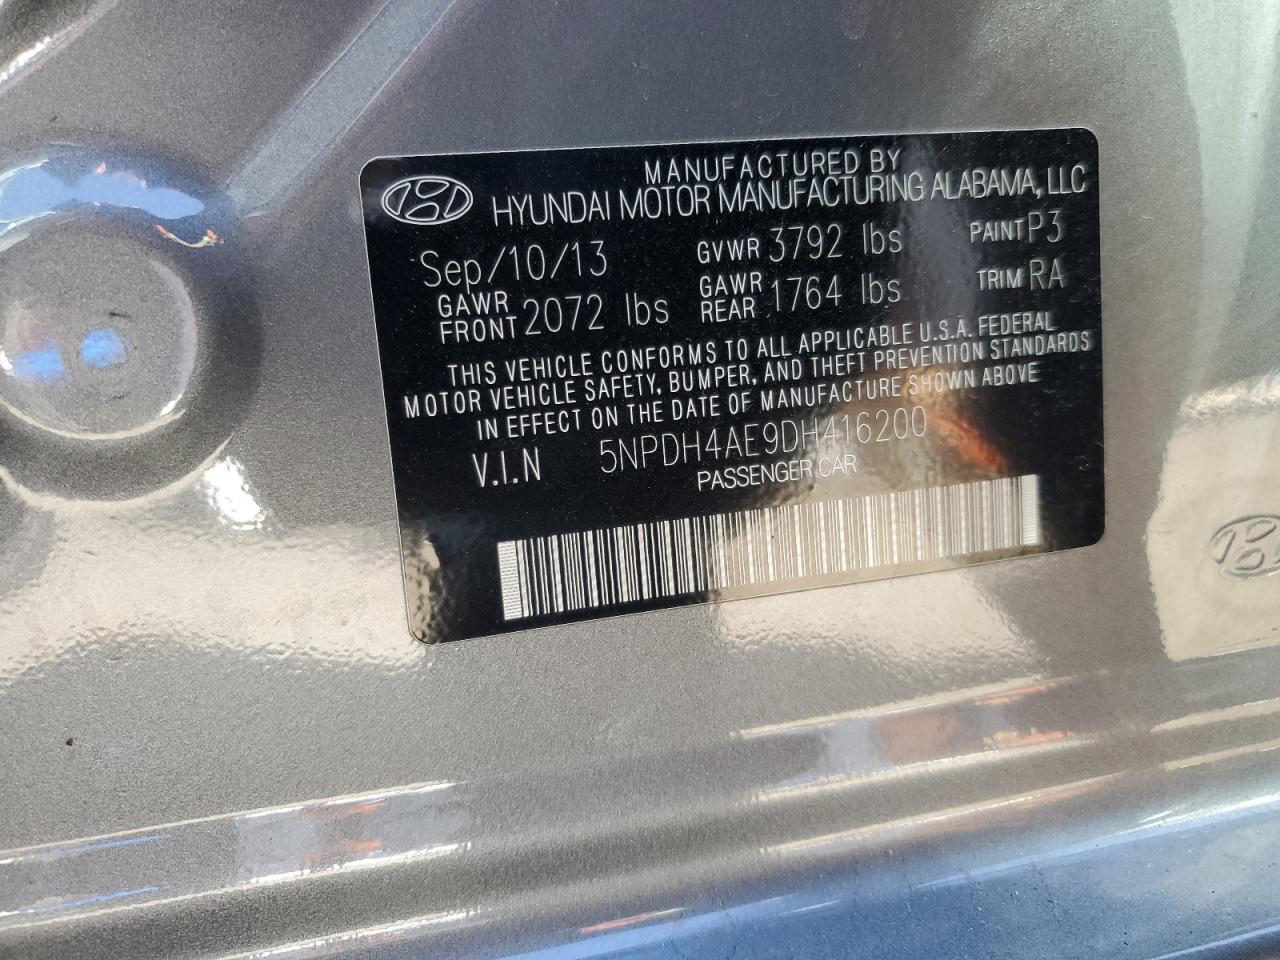 MANUFACTURED BY
HYUNDAI MOTOR MANUFACTURING ALABAMA, LLC
Sep/10/13 GVWR 3792 lbs PAINT P3
GAWR FRONT 2072 lbs GAWR REAR 1764 lbs TRIM RA
THIS VEHICLE CONFORMS TO ALL APPLICABLE U.S.A. FEDERAL
MOTOR VEHICLE SAFETY, BUMPER, AND THEFT PREVENTION STANDARDS
IN EFFECT ON THE DATE OF MANUFACTURE SHOWN ABOVE
V.I.N 5NPDH4AE9DH416200
PASSENGER CAR